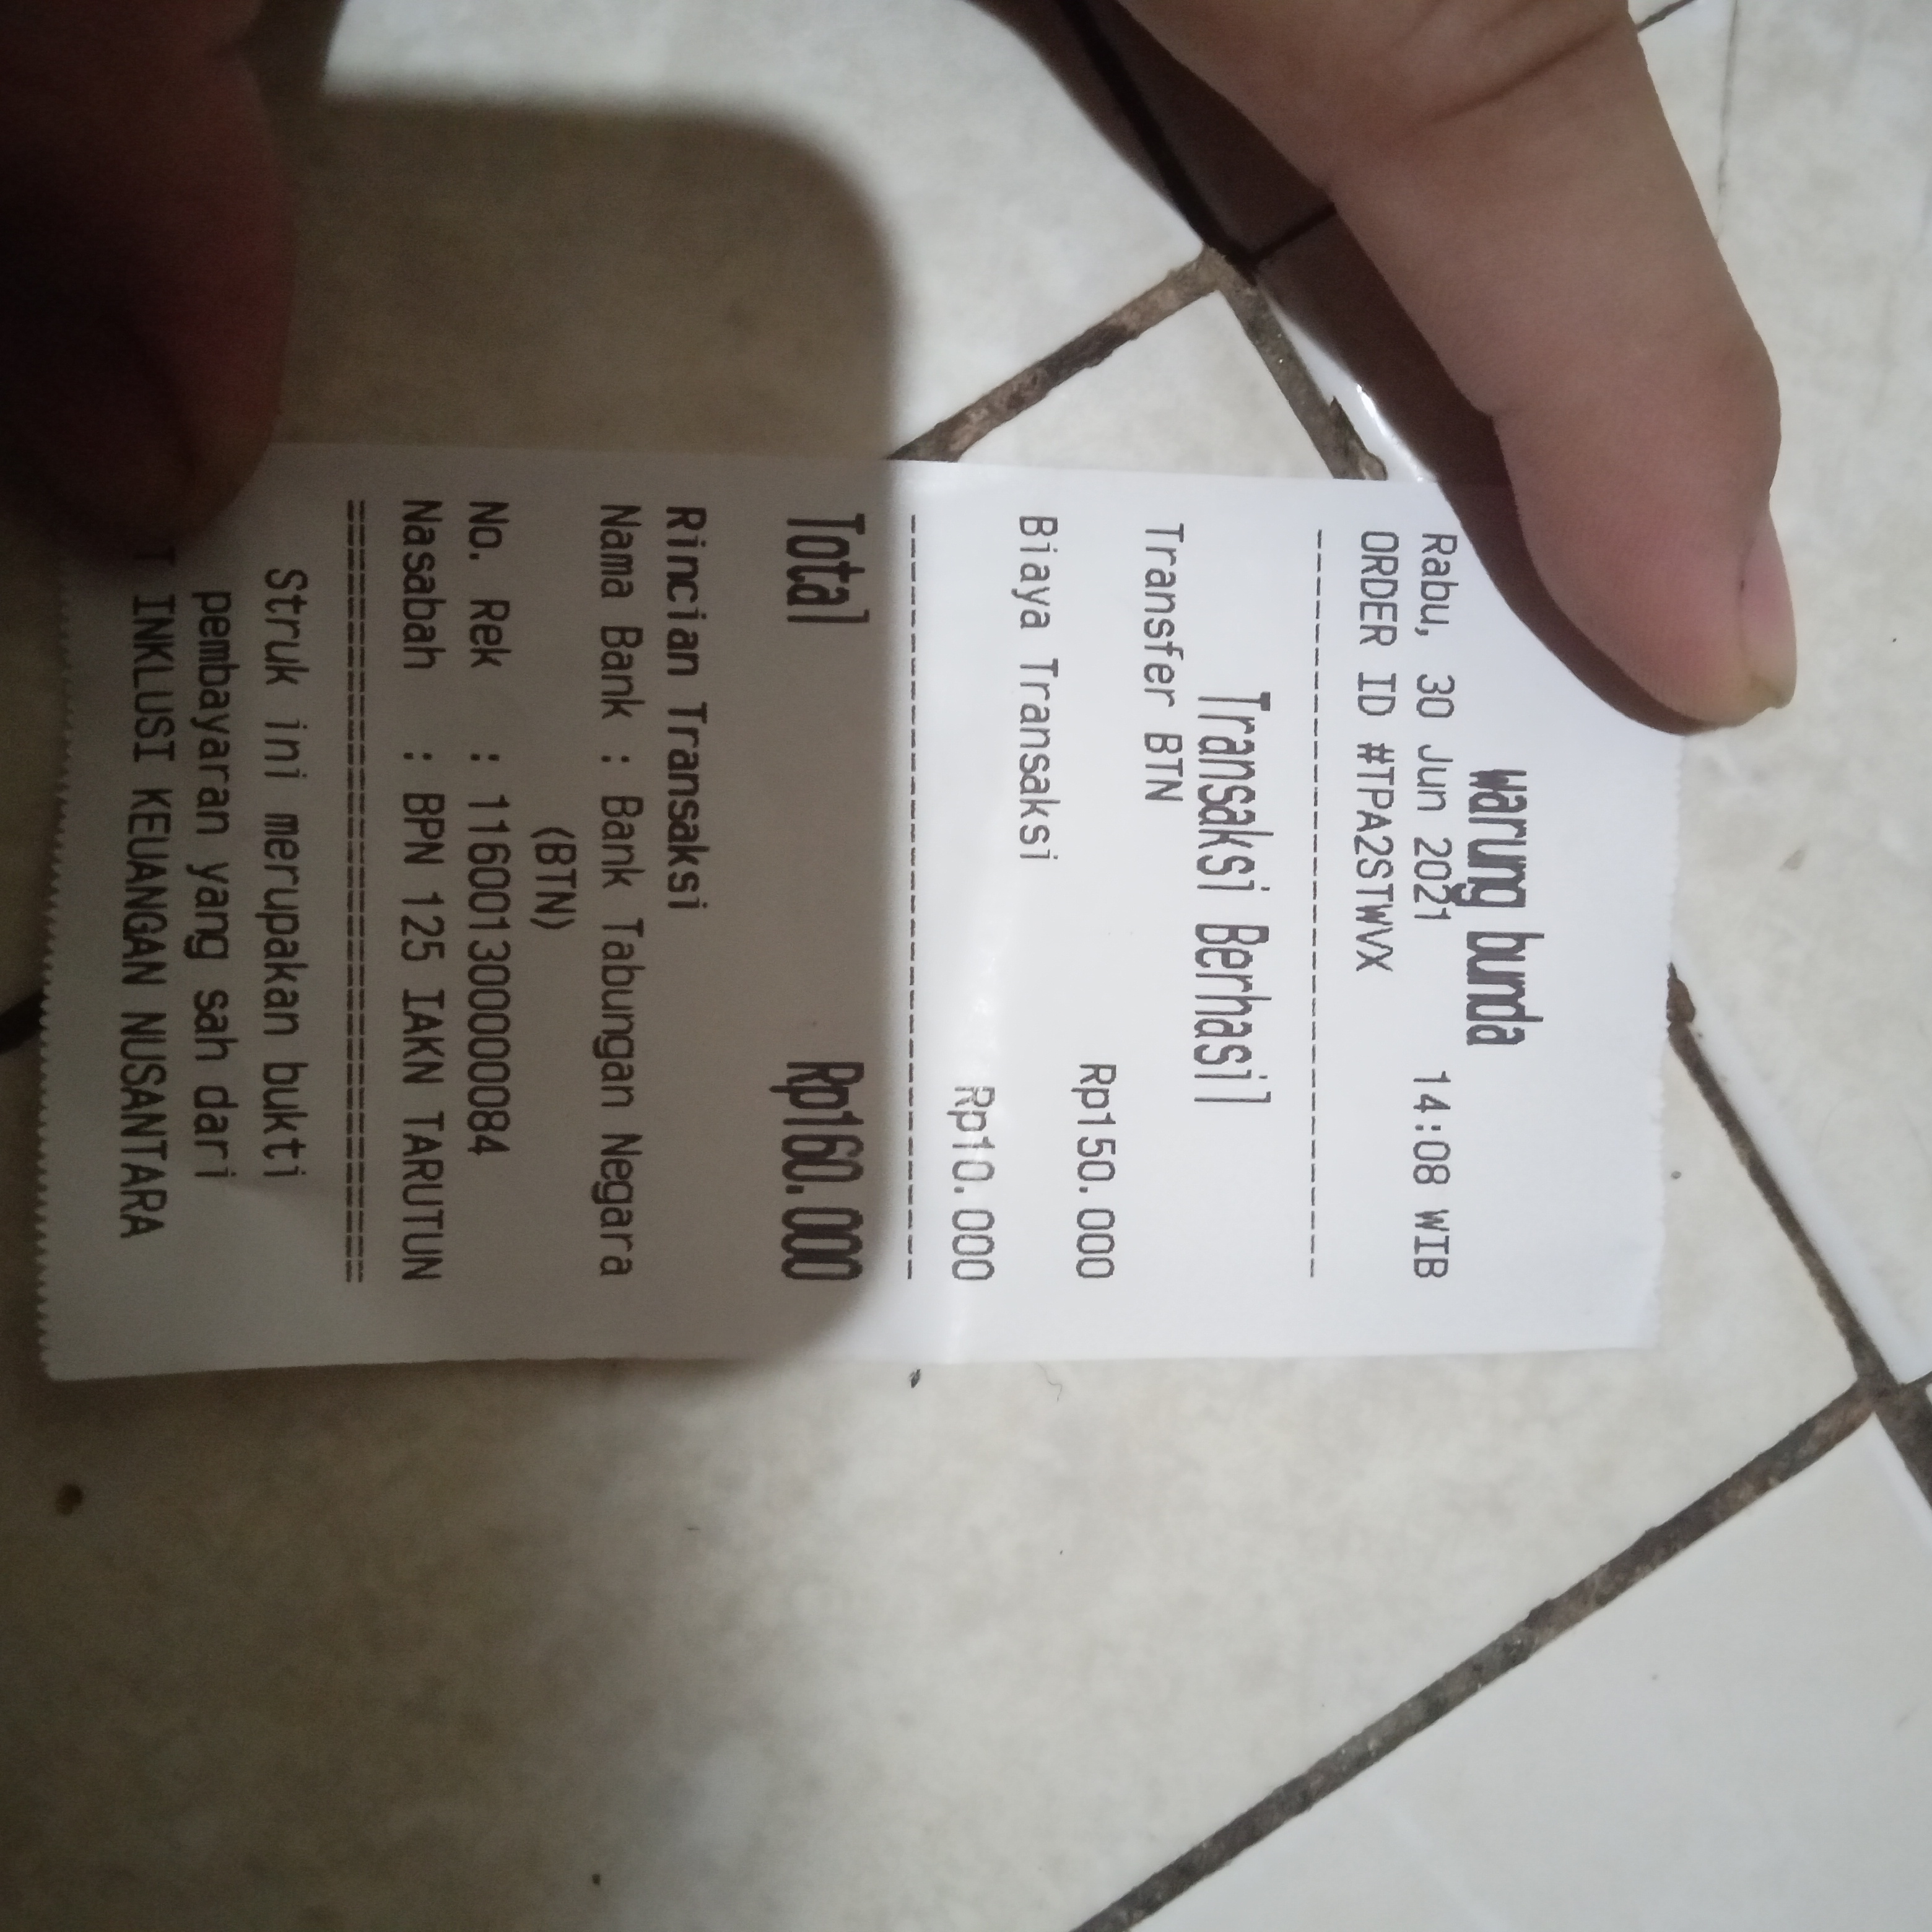 warung bunda
Rabu, 30 Jun 2021 14:08 WIB
ORDER ID #TPA2STWVX
--------------------------------
Transaksi Berhasil
Transfer BTN
Rp150.000
Biaya Transaksi
Rp10.000
--------------------------------
Total Rp160.000
Rincian Transaksi
Nama Bank : Bank Tabungan Negara
(BTN)
No. Rek : 1160013000000084
Nasabah : BPN 125 IAKN TARUTUN
================================
Struk ini merupakan bukti
pembayaran yang sah dari
INKLUSI KEUANGAN NUSANTARA